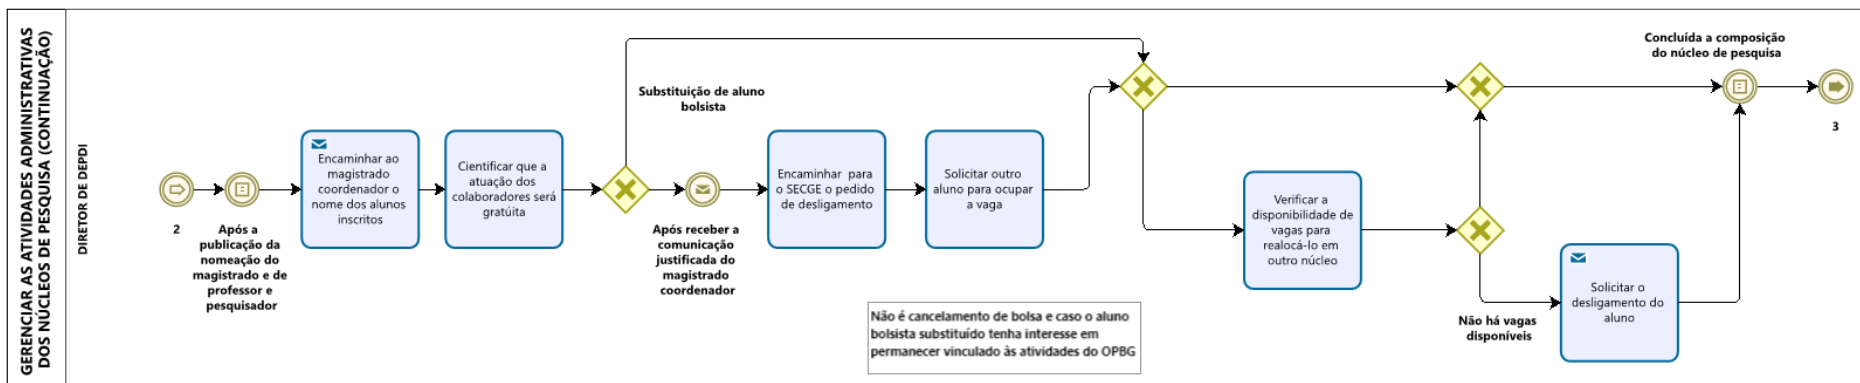 GERENCIAR AS ATIVIDADES ADMINISTRATIVAS
DOS NÚCLEOS DE PESQUISA (CONTINUAÇÃO)
DIRETOR DE DEPDI
2
Após a
publicação da
nomeação do
magistrado e de
professor e
pesquisador
Encaminhar ao
magistrado
coordenador o
nome dos alunos
inscritos
Cientificar que a
atuação dos
colaboradores será
gratúita
Substituição de aluno
bolsista
Após receber a
comunicação
justificada do
magistrado
coordenador
Encaminhar para
o SECGE o pedido
de desligamento
Solicitar outro
aluno para ocupar
a vaga
Não é cancelamento de bolsa e caso o aluno
bolsista substituído tenha interesse em
permanecer vinculado às atividades do OPBG
Verificar a
disponibilidade de
vagas para
realocá-lo em
outro núcleo
Não há vagas
disponíveis
Solicitar o
desligamento do
aluno
Concluída a composição
do núcleo de pesquisa
3